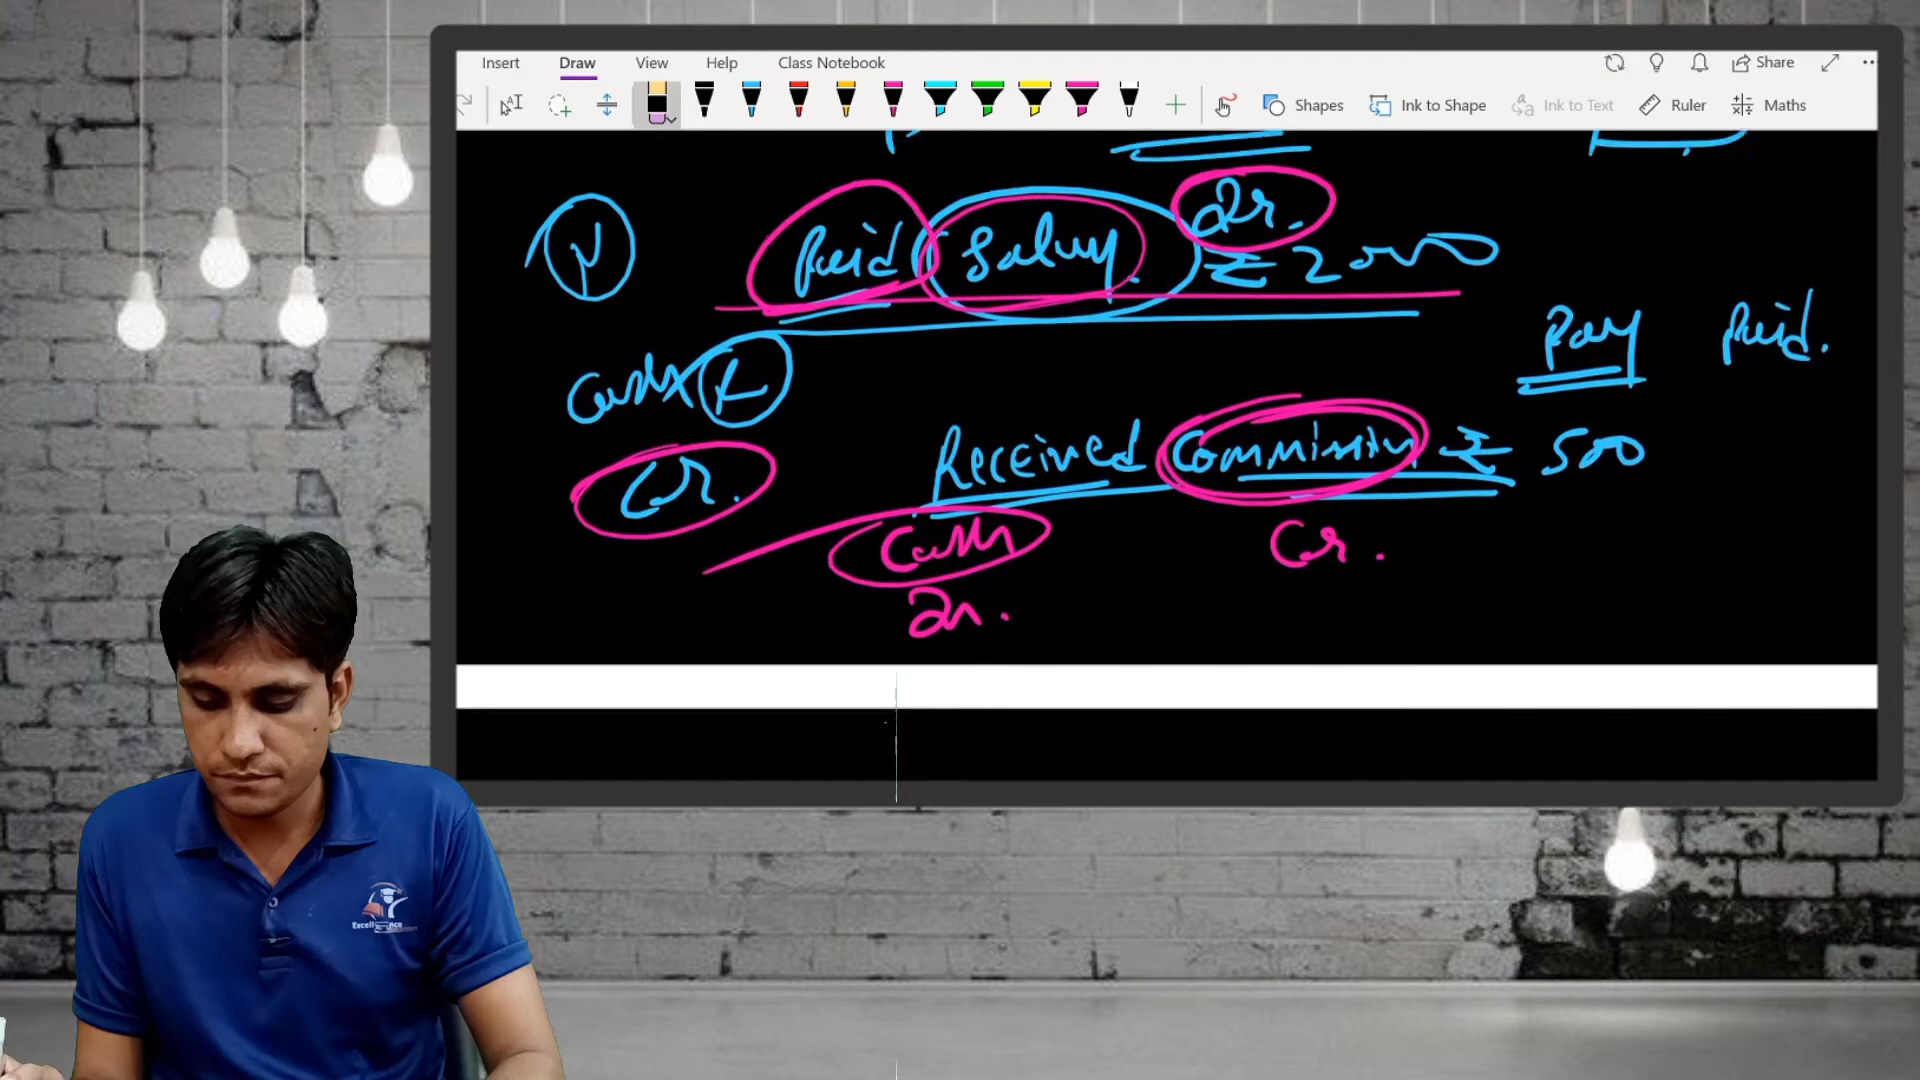 Insert Draw View Help Class Notebook Share
Shapes Ink to Shape Ink to Text Ruler Maths
N Paid Salary. Dr. ₹ 2000
Pay Paid.
Cash R
Received Commission ₹ 500
Cr.
Cash Cr.
Dr.